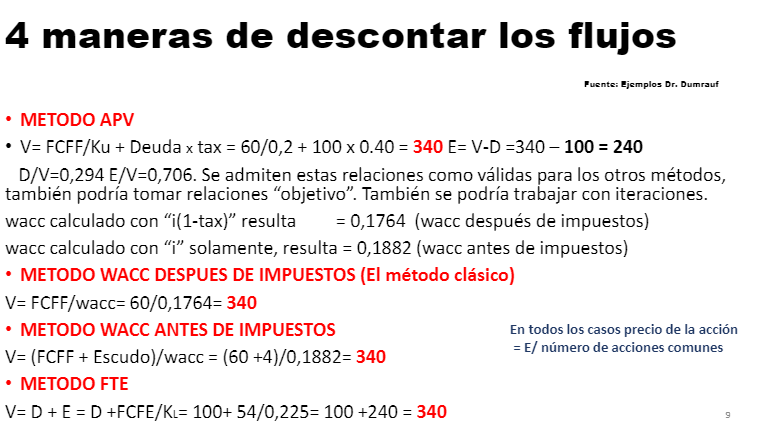 4 maneras de descontar los flujos
Fuente: Ejemplos Dr. Dumrauf
• METODO APV
• V= FCFF/Ku + Deuda x tax = 60/0,2 + 100 x 0.40 = 340 E= V-D =340 – 100 = 240
D/V=0,294 E/V=0,706. Se admiten estas relaciones como válidas para los otros métodos,
también podría tomar relaciones “objetivo”. También se podría trabajar con iteraciones.
wacc calculado con “i(1-tax)” resulta = 0,1764 (wacc después de impuestos)
wacc calculado con “i” solamente, resulta = 0,1882 (wacc antes de impuestos)
• METODO WACC DESPUES DE IMPUESTOS (El método clásico)
V= FCFF/wacc= 60/0,1764= 340
• METODO WACC ANTES DE IMPUESTOS
V= (FCFF + Escudo)/wacc = (60 +4)/0,1882= 340
En todos los casos precio de la acción
= E/ número de acciones comunes
• METODO FTE
V= D + E = D +FCFE/KL= 100+ 54/0,225= 100 +240 = 340
9